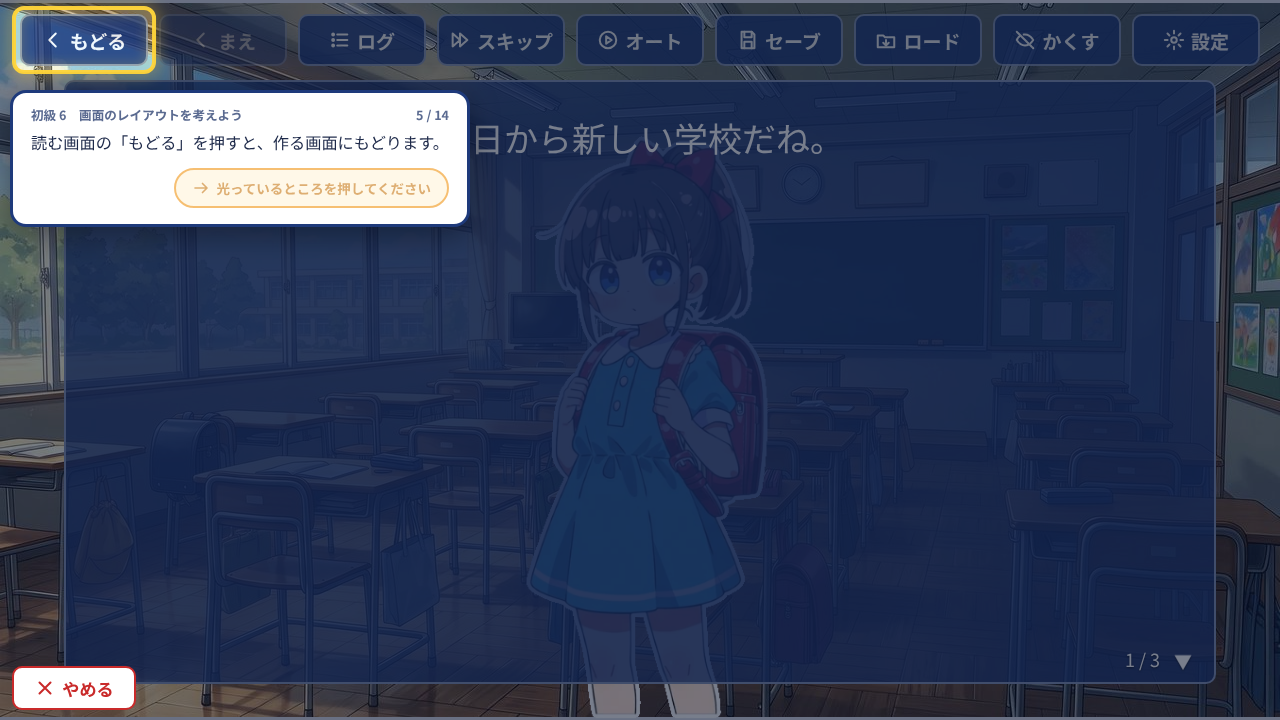 もどる
まえ
ログ
スキップ
オート
セーブ
ロード
かくす
設定
初級 6　画面のレイアウトを考えよう
5 / 14
読む画面の「もどる」を押すと、作る画面にもどります。
→ 光っているところを押してください
日から新しい学校だね。
1 / 3 ▼
× やめる